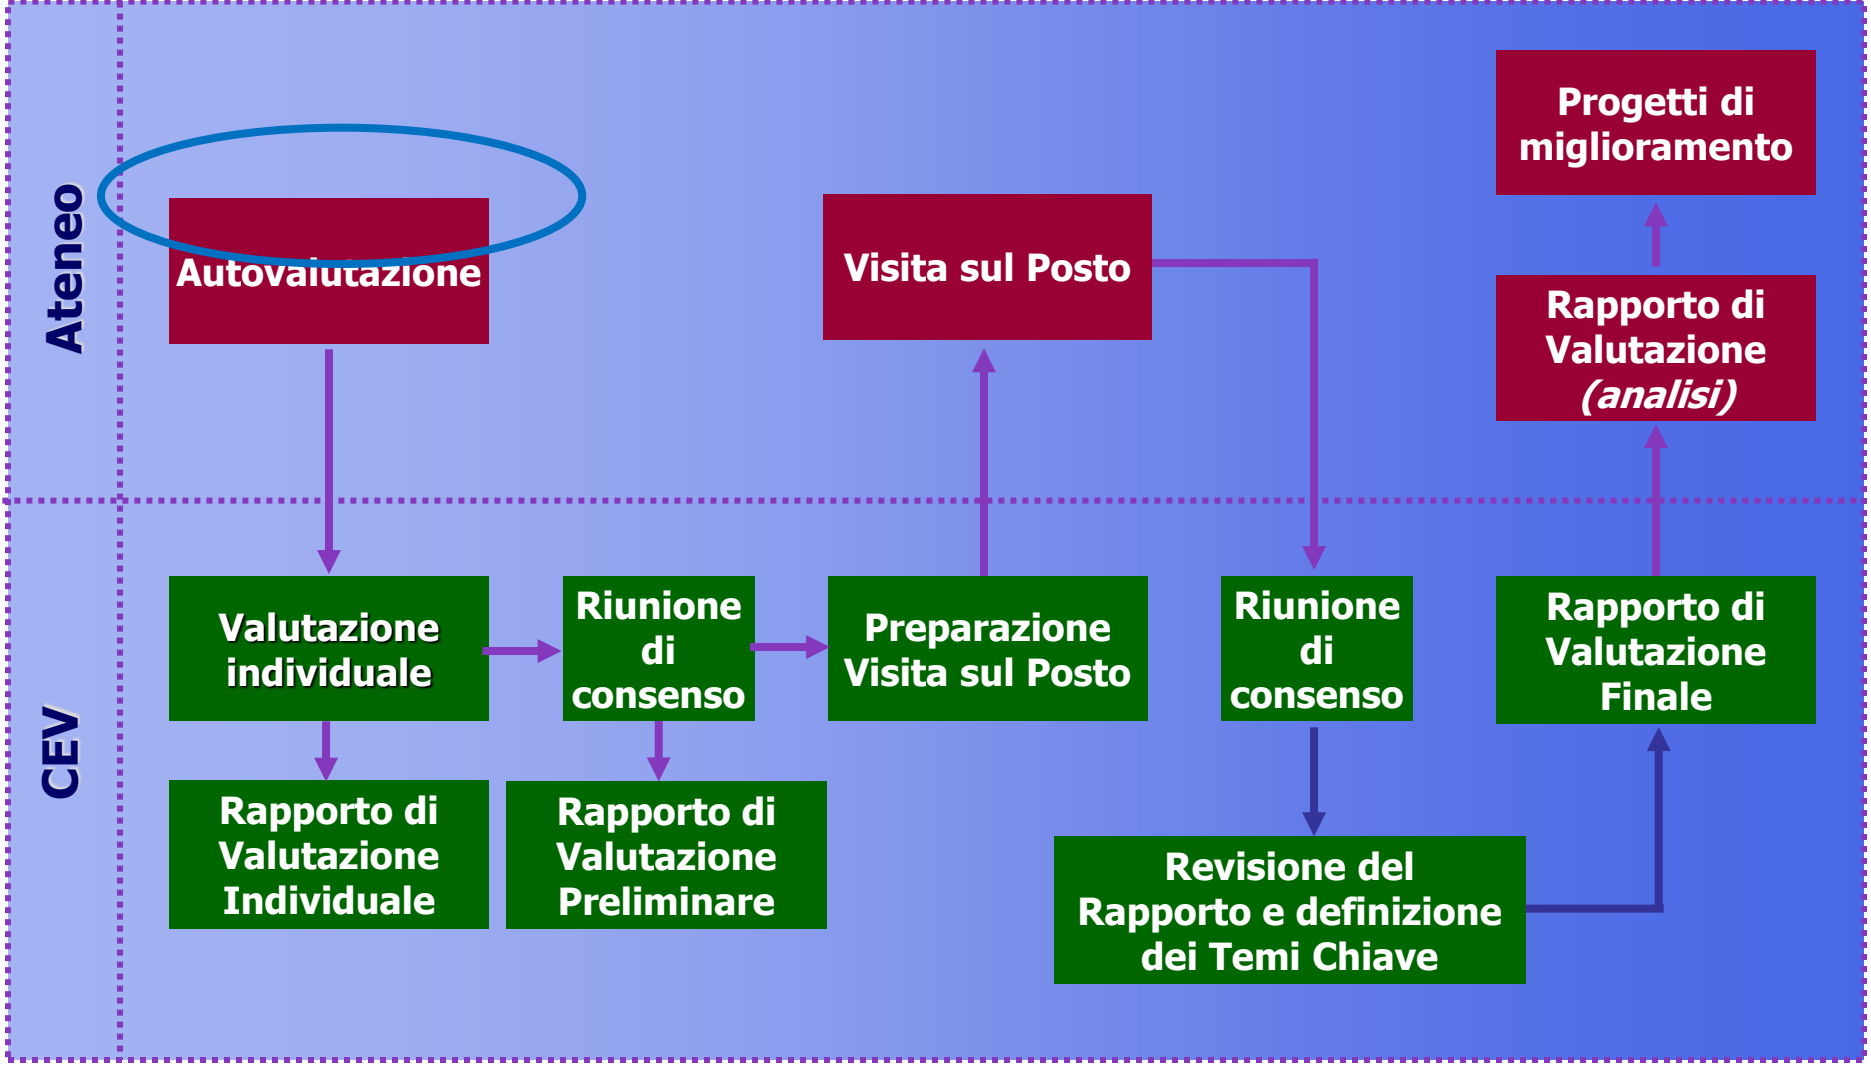 Ateneo
Autovalutazione
Visita sul Posto
Progetti di
miglioramento
Rapporto di
Valutazione
(analisi)
CEV
Valutazione
individuale
Riunione
di
consenso
Preparazione
Visita sul Posto
Riunione
di
consenso
Rapporto di
Valutazione
Finale
Rapporto di
Valutazione
Individuale
Rapporto di
Valutazione
Preliminare
Revisione del
Rapporto e definizione
dei Temi Chiave